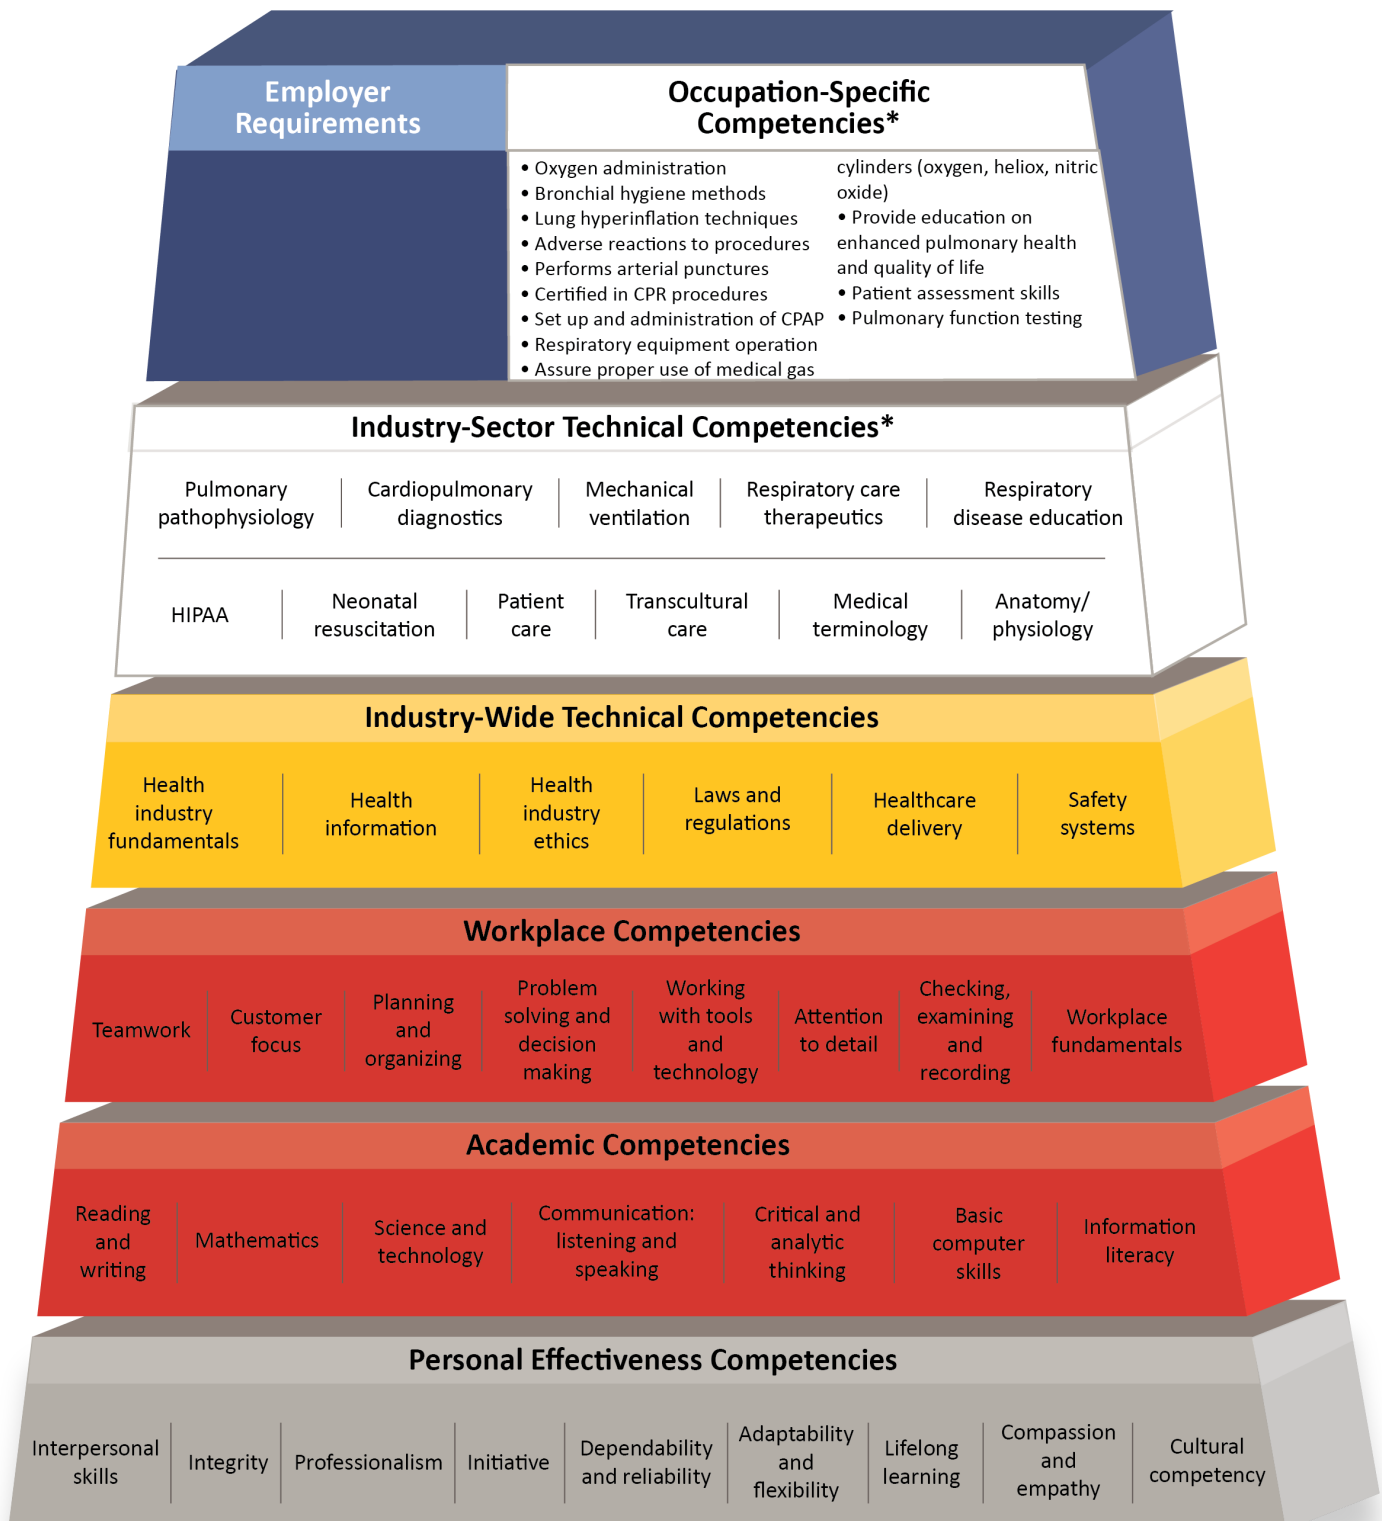 Employer
Requirements
Occupation-Specific
Competencies*
• Oxygen administration
• Bronchial hygiene methods
• Lung hyperinflation techniques
• Adverse reactions to procedures
• Performs arterial punctures
• Certified in CPR procedures
• Set up and administration of CPAP
• Respiratory equipment operation
• Assure proper use of medical gas
cylinders (oxygen, heliox, nitric
oxide)
• Provide education on
enhanced pulmonary health
and quality of life
• Patient assessment skills
• Pulmonary function testing
Industry-Sector Technical Competencies*
Pulmonary
pathophysiology
Cardiopulmonary
diagnostics
Mechanical
ventilation
Respiratory care
therapeutics
Respiratory
disease education
HIPAA
Neonatal
resuscitation
Patient
care
Transcultural
care
Medical
terminology
Anatomy/
physiology
Industry-Wide Technical Competencies
Health
industry
fundamentals
Health
information
Health
industry
ethics
Laws and
regulations
Healthcare
delivery
Safety
systems
Workplace Competencies
Teamwork
Customer
focus
Planning
and
organizing
Problem
solving and
decision
making
Working
with tools
and
technology
Attention
to detail
Checking,
examining
and
recording
Workplace
fundamentals
Academic Competencies
Reading
and
writing
Mathematics
Science and
technology
Communication:
listening and
speaking
Critical and
analytic
thinking
Basic
computer
skills
Information
literacy
Personal Effectiveness Competencies
Interpersonal
skills
Integrity
Professionalism
Initiative
Dependability
and reliability
Adaptability
and
flexibility
Lifelong
learning
Compassion
and
empathy
Cultural
competency